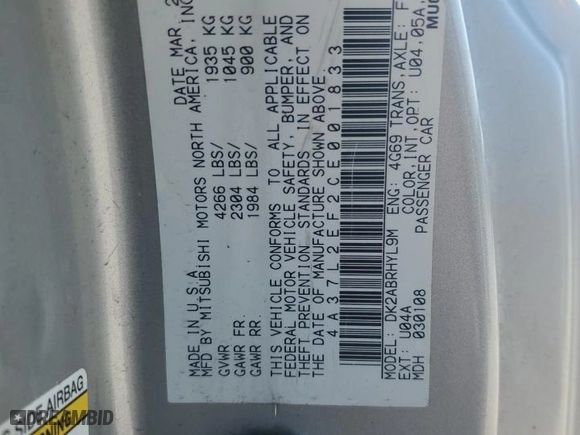 MADE IN U.S.A. DATE MAR 2
MFD BY MITSUBISHI MOTORS NORTH AMERICA, INC
GVWR 4266 LBS/ 1935 KG
GAWR FR. 2304 LBS/ 1045 KG
GAWR RR. 1984 LBS/ 900 KG
THIS VEHICLE CONFORMS TO ALL APPLICABLE
FEDERAL MOTOR VEHICLE SAFETY, BUMPER, AND
THEFT PREVENTION STANDARDS IN EFFECT ON
THE DATE OF MANUFACTURE SHOWN ABOVE.
4A37L2EF2CE001833
MODEL: DK2ABRHYL9M ENG: 4G69 TRANS, AXLE: F
EXT: U04A COLOR, INT, OPT: U04, 05A,
MDH 030108 PASSENGER CAR
SIDE AIRBAG
WARNING
DREAMBID